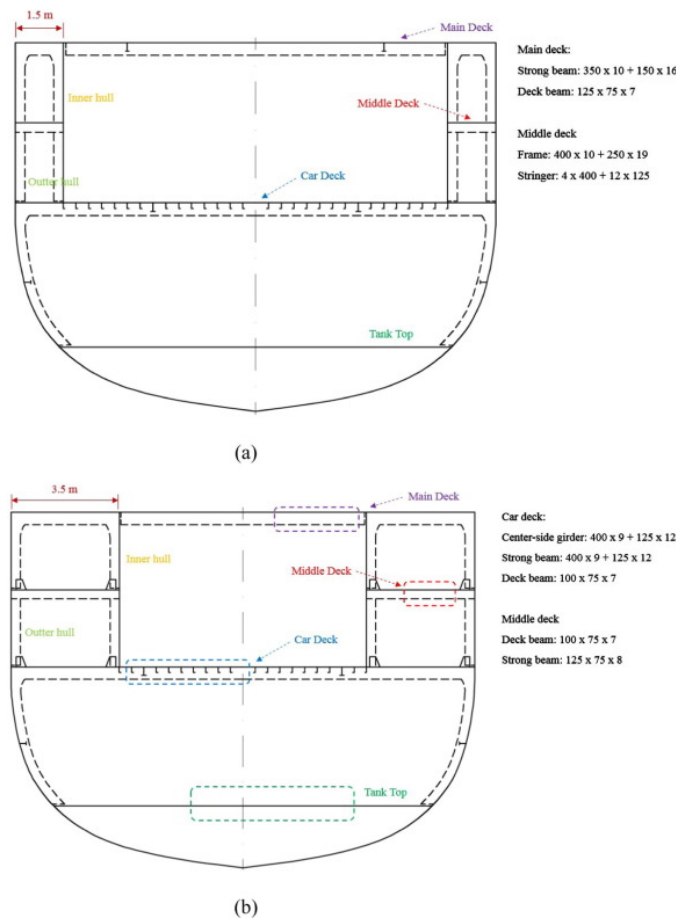 1.5 m
Main Deck
Main deck:
Strong beam: 350 x 10 + 150 x 16
Deck beam: 125 x 75 x 7
Inner hull
Middle Deck
Middle deck
Frame: 400 x 10 + 250 x 19
Stringer: 4 x 400 + 12 x 125
Outter hull
Car Deck
Tank Top
(a)
3.5 m
Main Deck
Car deck:
Center-side girder: 400 x 9 + 125 x 12
Strong beam: 400 x 9 + 125 x 12
Deck beam: 100 x 75 x 7
Inner hull
Middle Deck
Middle deck
Deck beam: 100 x 75 x 7
Strong beam: 125 x 75 x 8
Outter hull
Car Deck
Tank Top
(b)